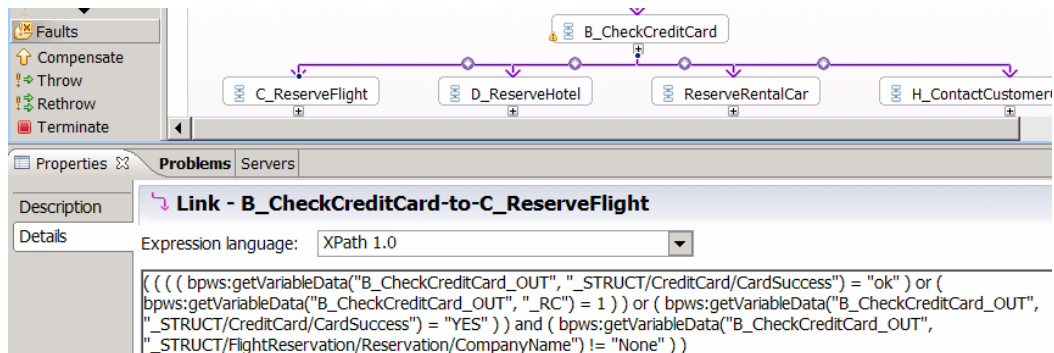 Faults
Compensate
Throw
Rethrow
Terminate
B_CheckCreditCard
C_ReserveFlight
D_ReserveHotel
ReserveRentalCar
H_ContactCustomer
Properties
Problems
Servers
Description
Details
Link - B_CheckCreditCard-to-C_ReserveFlight
Expression language:
XPath 1.0
( ( ( ( bpws:getVariableData("B_CheckCreditCard_OUT", "_STRUCT/CreditCard/CardSuccess") = "ok" ) or (
bpws:getVariableData("B_CheckCreditCard_OUT", "_RC") = 1 ) ) or ( bpws:getVariableData("B_CheckCreditCard_OUT",
"_STRUCT/CreditCard/CardSuccess") = "YES" ) ) and ( bpws:getVariableData("B_CheckCreditCard_OUT",
"_STRUCT/FlightReservation/Reservation/CompanyName") != "None" ) )